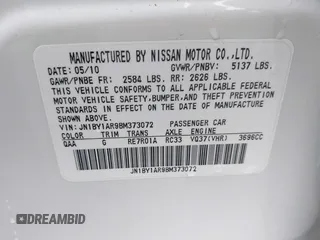 MANUFACTURED BY NISSAN MOTOR CO.,LTD.
DATE: 05/10 GVWR/PNBV: 5137 LBS.
GAWR/PNBE FR: 2584 LBS. RR: 2626 LBS.
THIS VEHICLE CONFORMS TO ALL APPLICABLE
FEDERAL MOTOR VEHICLE SAFETY, BUMPER, AND THEFT
PREVENTION STANDARDS IN EFFECT ON THE DATE OF
MANUFACTURE SHOWN ABOVE.
VIN: JN1BY1AR9BM373072 PASSENGER CAR
COLOR TRIM TRANS AXLE ENGINE
QAA G RE7R01A RC33 VQ37(VHR) 3696CC
JN1BY1AR9BM373072
AutoBidMaster